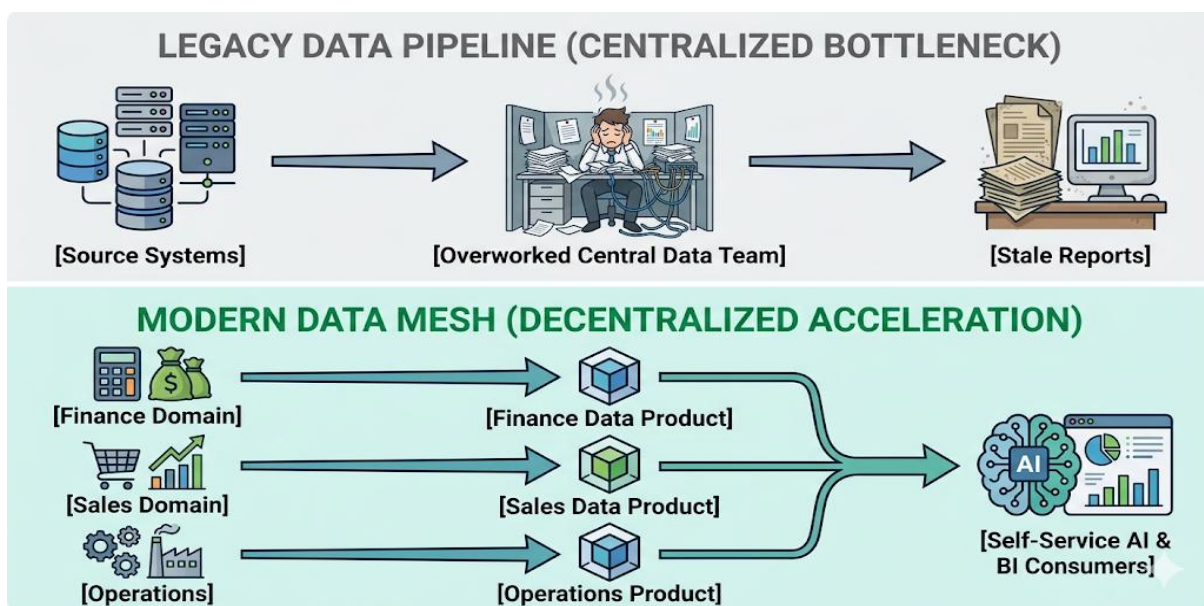 LEGACY DATA PIPELINE (CENTRALIZED BOTTLENECK)
[Source Systems]
[Overworked Central Data Team]
[Stale Reports]
MODERN DATA MESH (DECENTRALIZED ACCELERATION)
$
[Finance Domain]
[Finance Data Product]
[Sales Domain]
[Sales Data Product]
AI
[Self-Service AI &
BI Consumers]
[Operations]
[Operations Product]